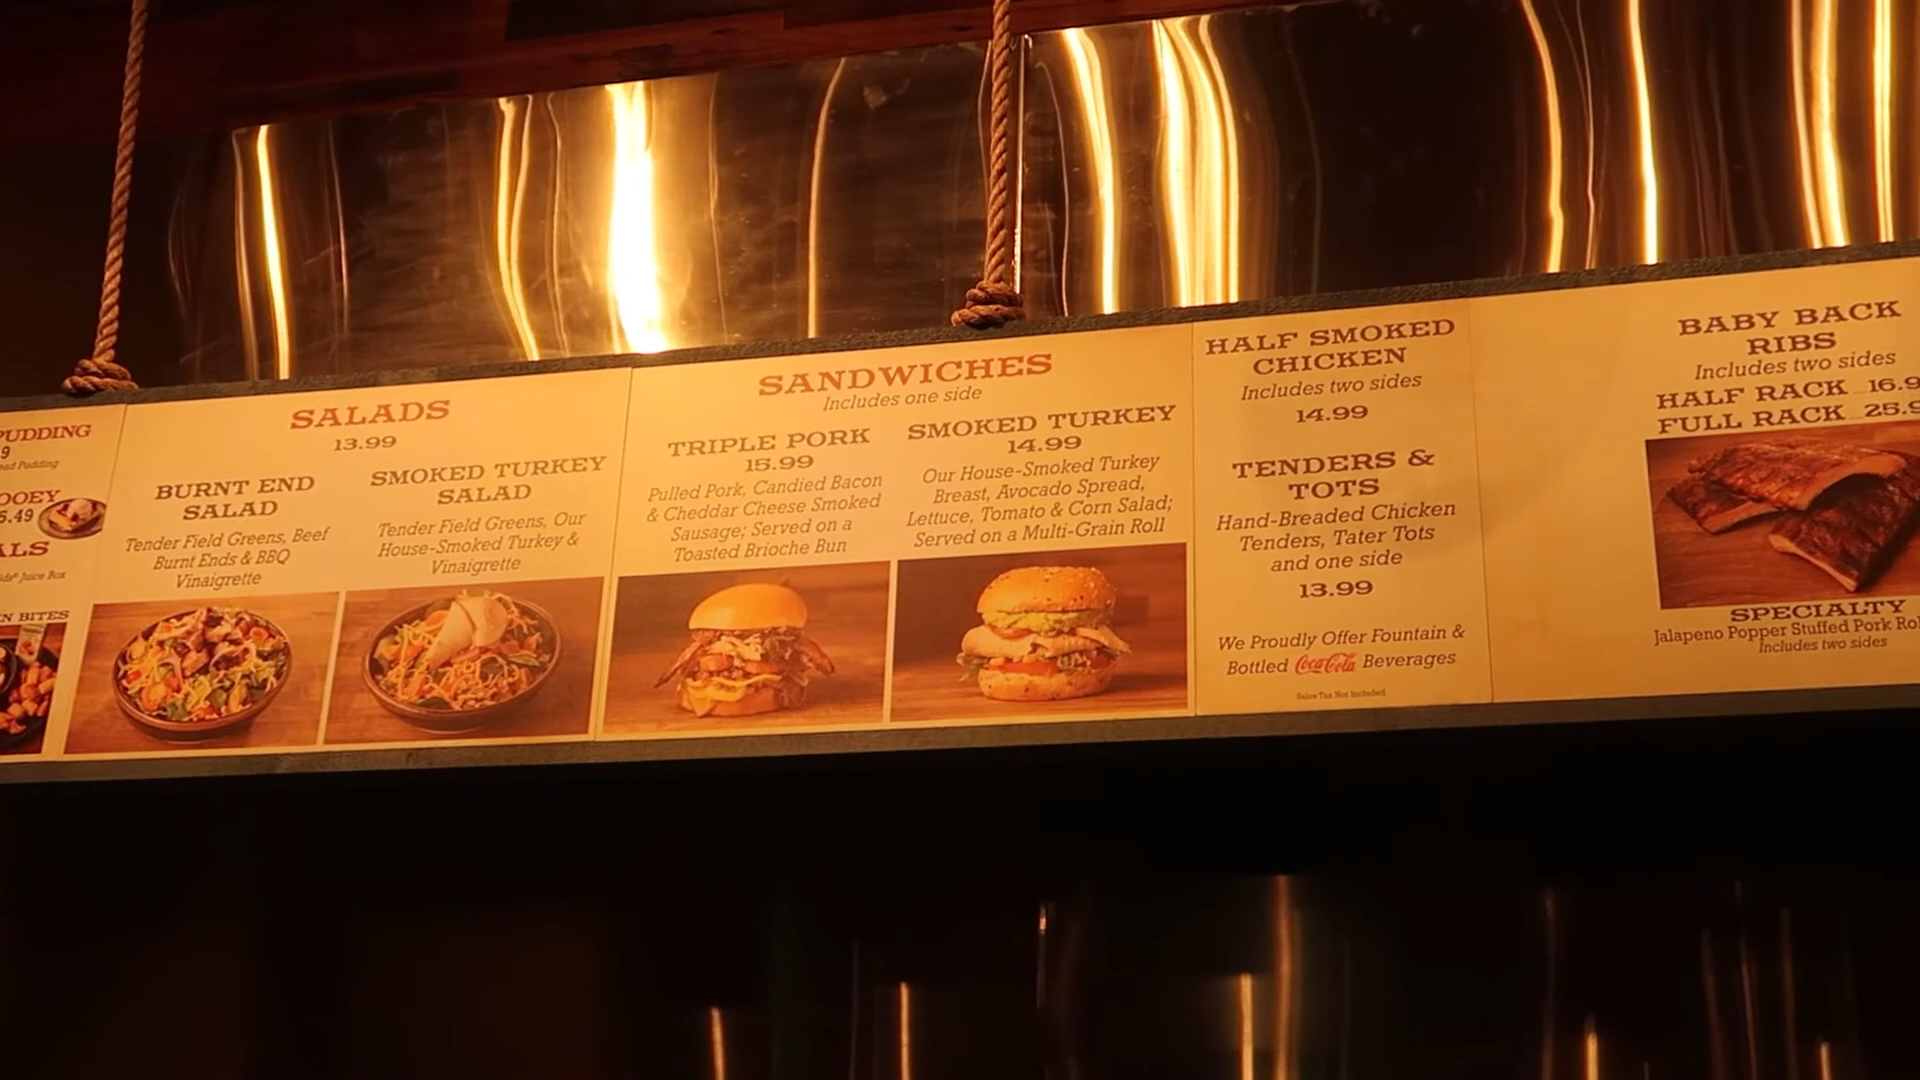 PUDDING
9
OOEY
5.49
ALS
Juice Box
N BITES
SALADS
13.99
BURNT END
SALAD
Tender Field Greens, Beef
Burnt Ends & BBQ
Vinaigrette
SMOKED TURKEY
SALAD
Tender Field Greens, Our
House-Smoked Turkey &
Vinaigrette
SANDWICHES
Includes one side
TRIPLE PORK
15.99
Pulled Pork, Candied Bacon
& Cheddar Cheese Smoked
Sausage; Served on a
Toasted Brioche Bun
SMOKED TURKEY
14.99
Our House-Smoked Turkey
Breast, Avocado Spread,
Lettuce, Tomato & Corn Salad;
Served on a Multi-Grain Roll
HALF SMOKED
CHICKEN
Includes two sides
14.99
TENDERS &
TOTS
Hand-Breaded Chicken
Tenders, Tater Tots
and one side
13.99
We Proudly Offer Fountain &
Bottled Coca-Cola Beverages
Sales Tax Not Included
BABY BACK
RIBS
Includes two sides
HALF RACK 16.9
FULL RACK 25.9
SPECIALTY
Jalapeno Popper Stuffed Pork Rol
Includes two sides